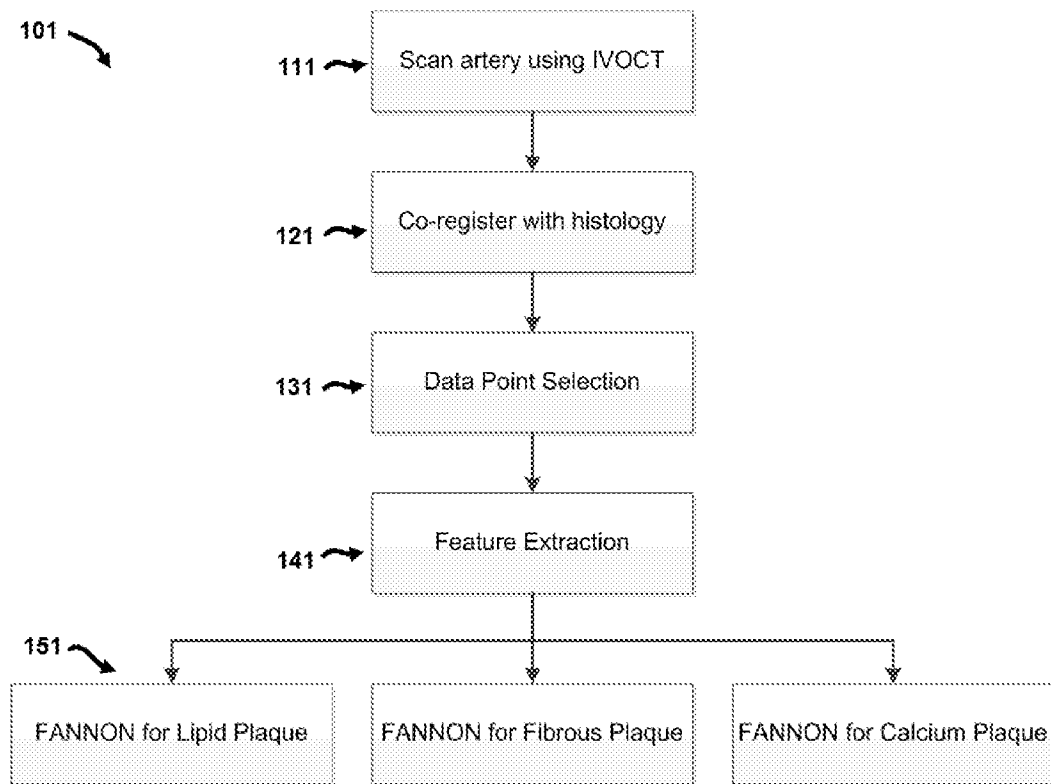 101
111
Scan artery using IVOCT
121
Co-register with histology
131
Data Point Selection
141
Feature Extraction
151
FANNON for Lipid Plaque
FANNON for Fibrous Plaque
FANNON for Calcium Plaque